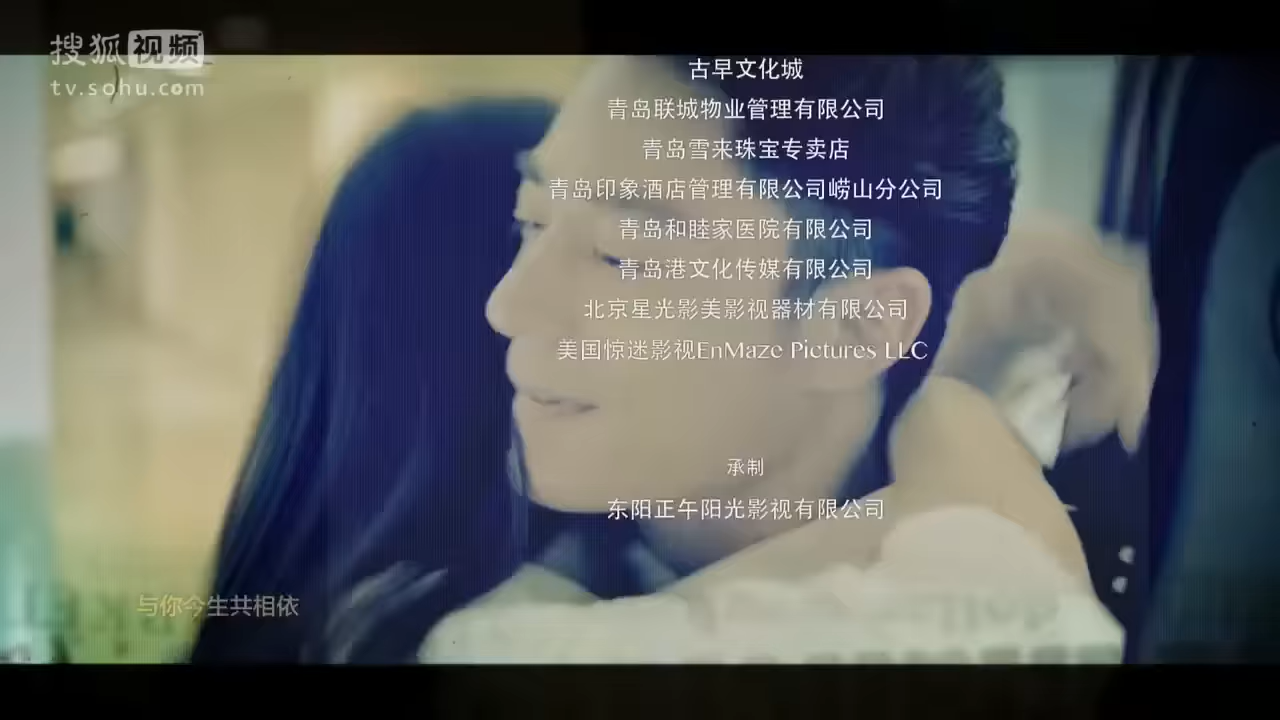 搜狐视频
tv.sohu.com
古早文化城
青岛联城物业管理有限公司
青岛雪来珠宝专卖店
青岛印象酒店管理有限公司崂山分公司
青岛和睦家医院有限公司
青岛港文化传媒有限公司
北京星光影美影视器材有限公司
美国惊迷影视EnMaze Pictures LLC
承制
东阳正午阳光影视有限公司
与你今生共相依